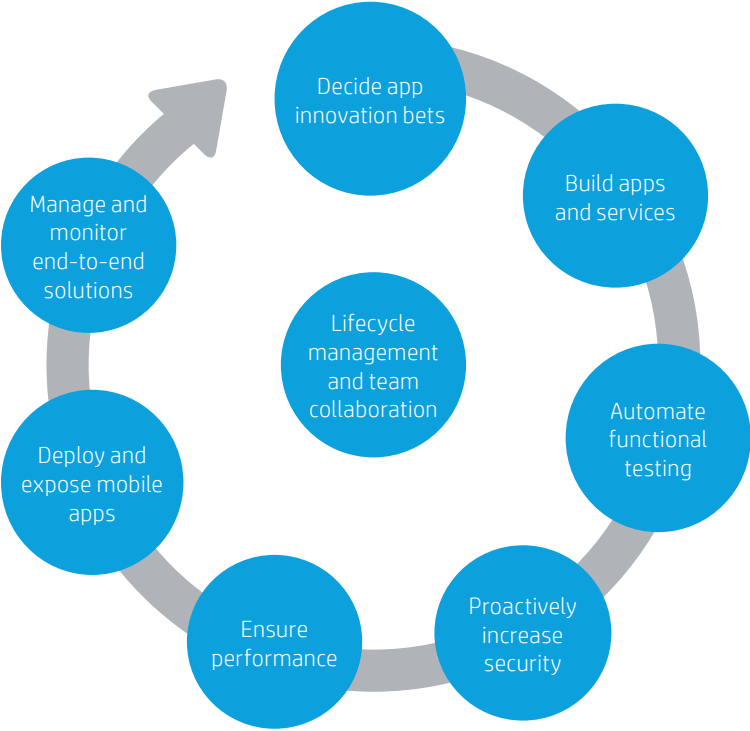 Decide app
innovation bets
Build apps
and services
Automate
functional
testing
Proactively
increase
security
Ensure
performance
Deploy and
expose mobile
apps
Manage and
monitor
end-to-end
solutions
Lifecycle
management
and team
collaboration